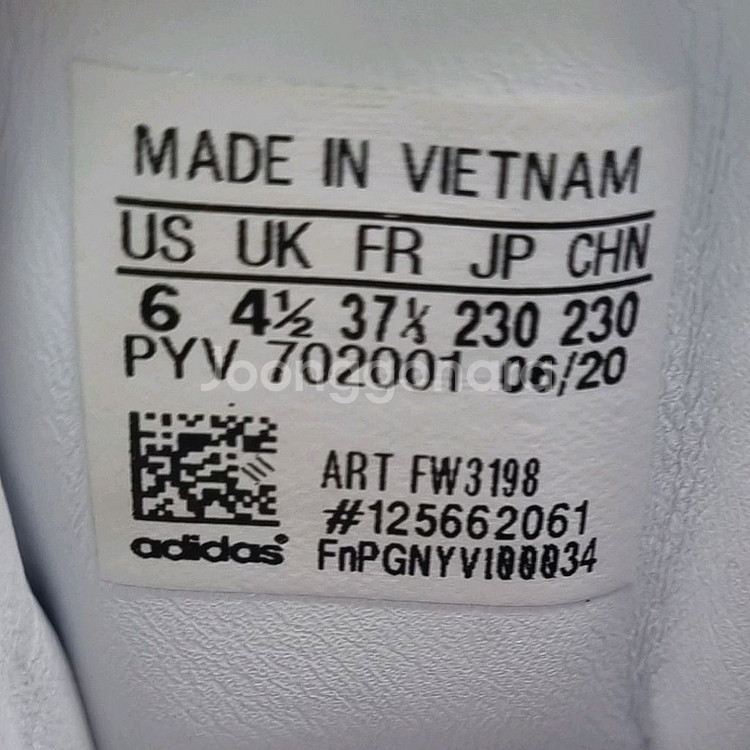 MADE IN VIETNAM
US UK FR JP CHN
6 4½ 37⅓ 230 230
PYV 702001 06/20
Joonggonara
ART FW3198
#125662061
adidas® FnPGNYV100034